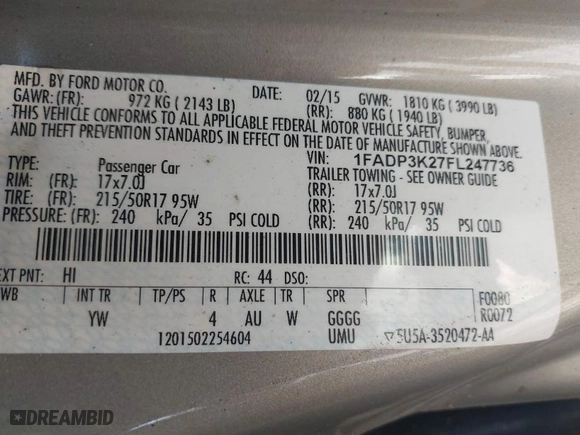 MFD. BY FORD MOTOR CO. DATE: 02/15 GVWR: 1810 KG ( 3990 LB)
GAWR: (FR): 972 KG ( 2143 LB) (RR): 880 KG ( 1940 LB)
THIS VEHICLE CONFORMS TO ALL APPLICABLE FEDERAL MOTOR VEHICLE SAFETY, BUMPER,
AND THEFT PREVENTION STANDARDS IN EFFECT ON THE DATE OF MANUFACTURE SHOWN ABOVE.
VIN: 1FADP3K27FL247736
TYPE: Passenger Car TRAILER TOWING - SEE OWNER GUIDE
RIM: (FR): 17x7.0J (RR): 17x7.0J
TIRE: (FR): 215/50R17 95W (RR): 215/50R17 95W
PRESSURE: (FR): 240 kPa/ 35 PSI COLD (RR): 240 kPa/ 35 PSI COLD
EXT PNT: HI RC: 44 DSO: F0080
WB INT TR TP/PS R AXLE TR SPR R0072
YW 4 AU W GGGG
1201502254604 UMU 5U5A-3520472-AA
DREAMBID